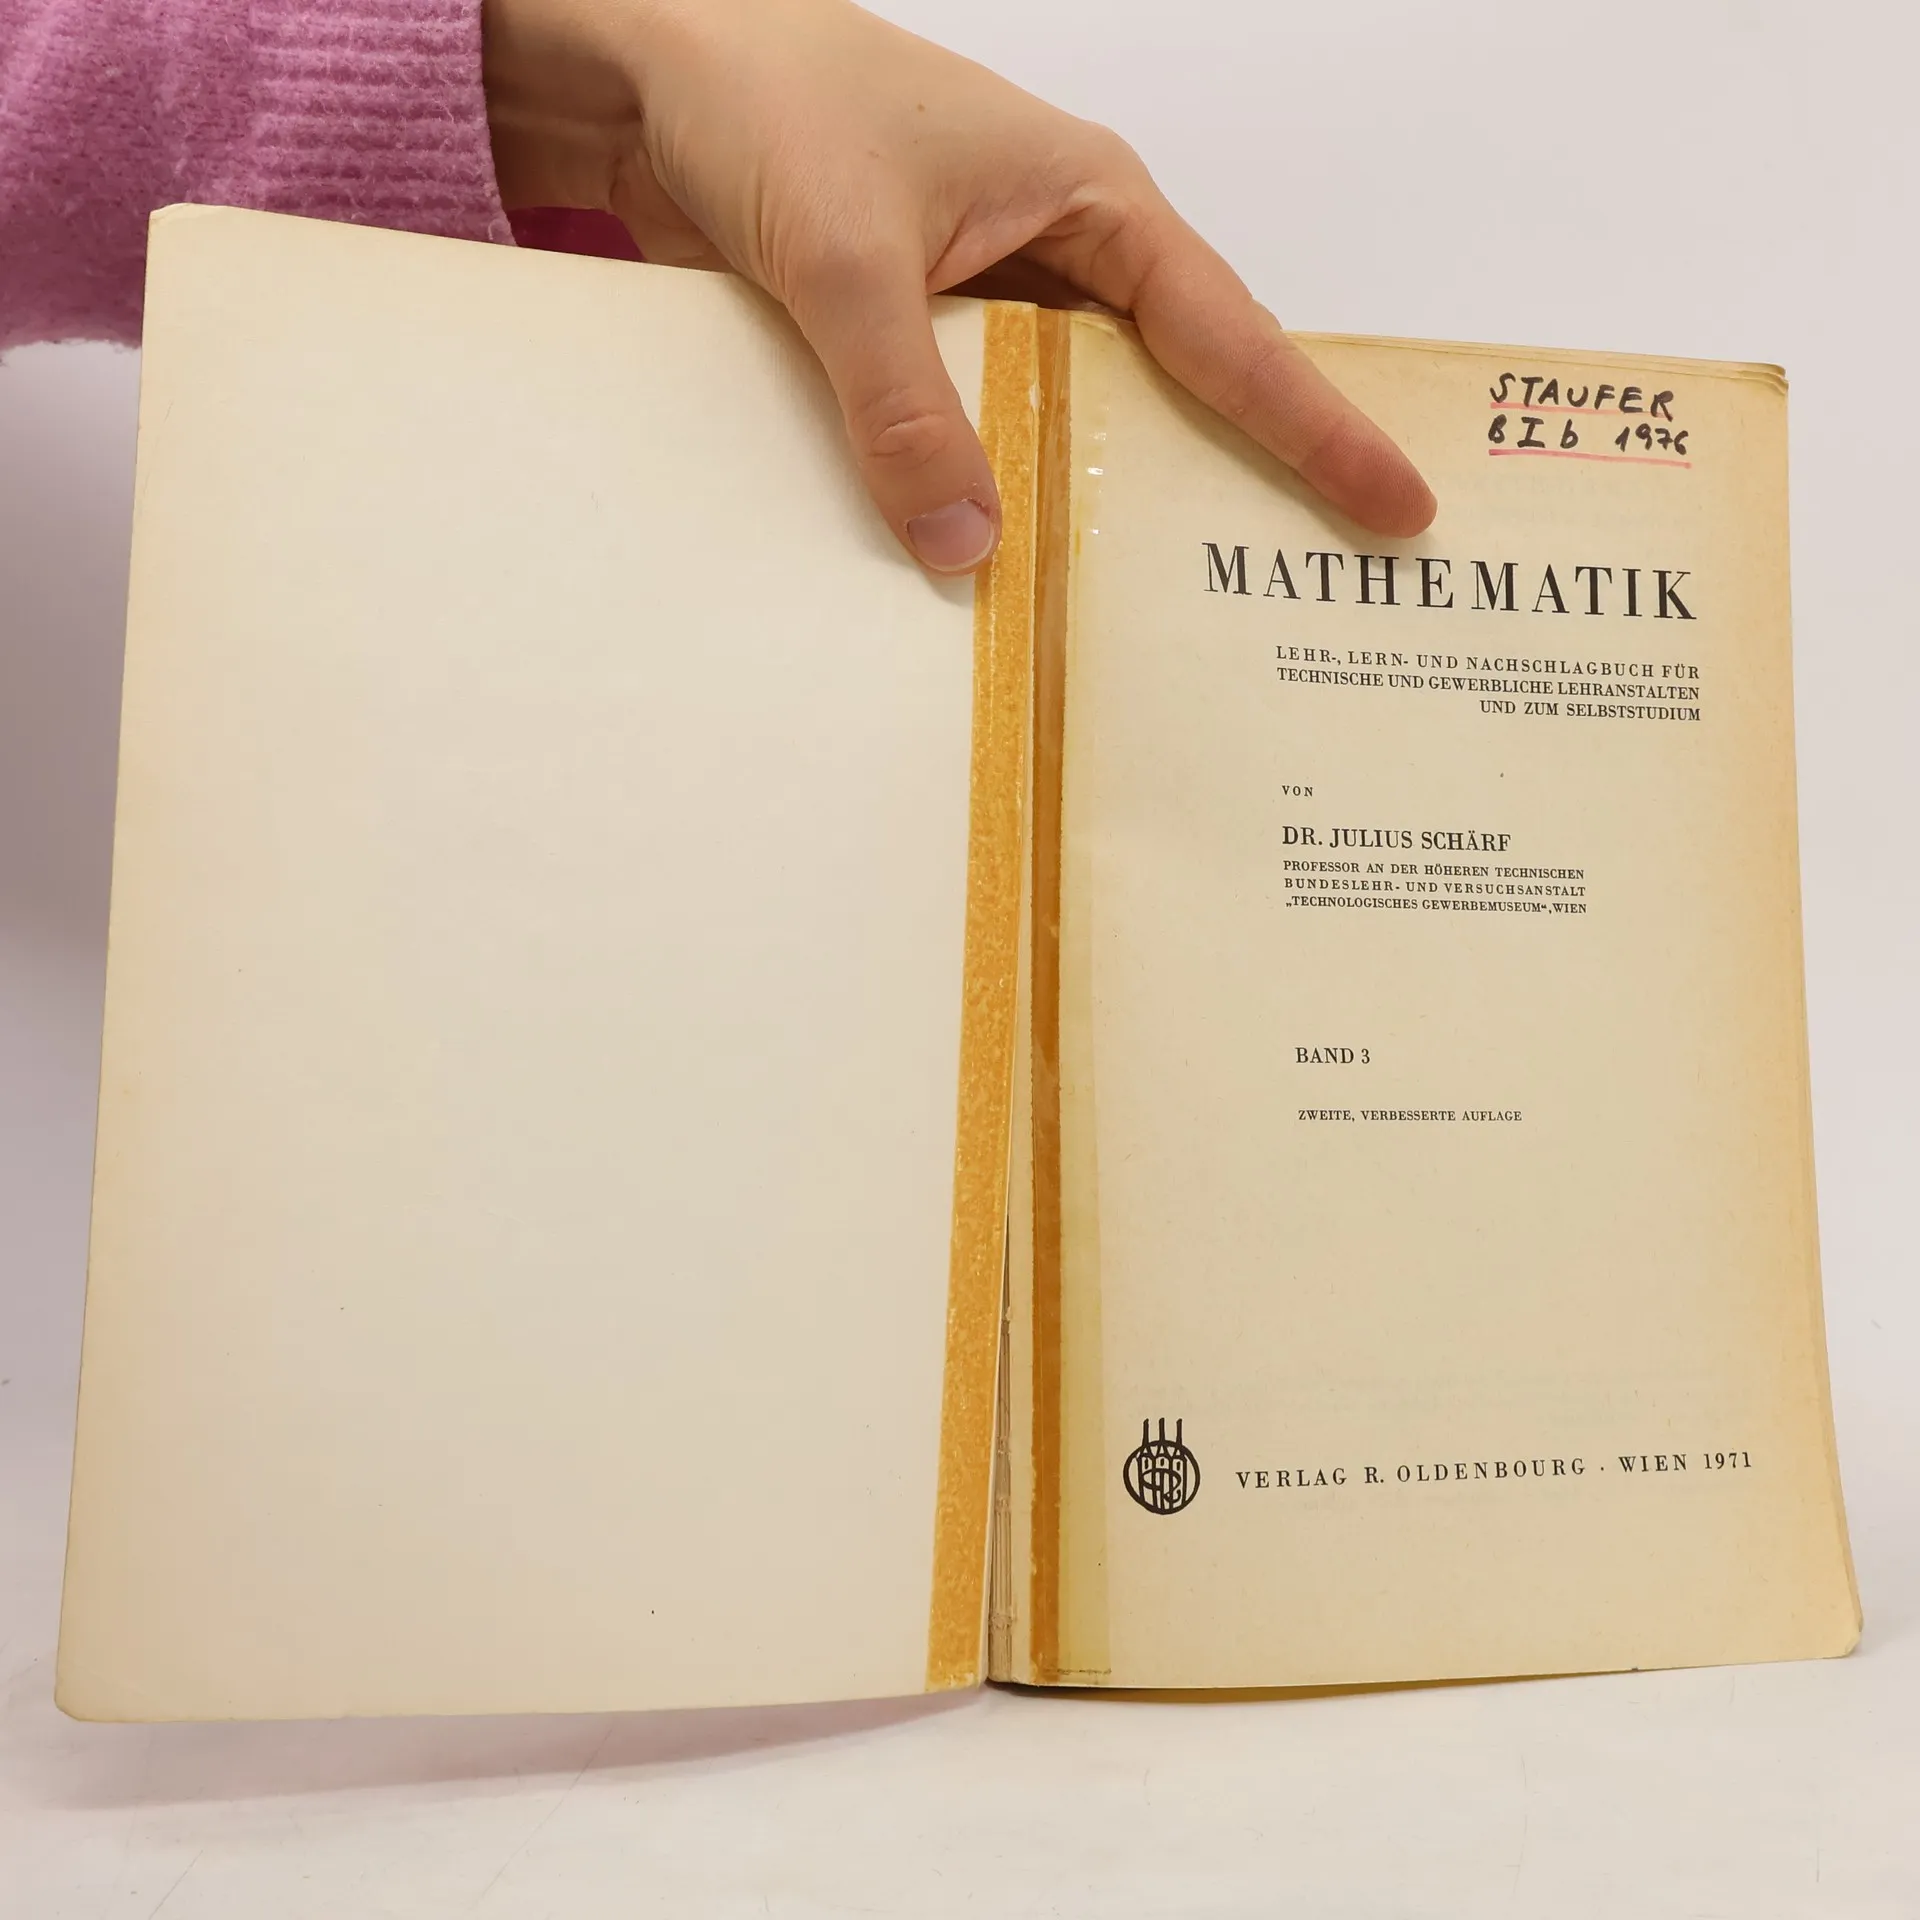 STAUFER
B I b 1976
MATHEMATIK
LEHR-, LERN- UND NACHSCHLAGBUCH FÜR
TECHNISCHE UND GEWERBLICHE LEHRANSTALTEN
UND ZUM SELBSTSTUDIUM
VON
DR. JULIUS SCHÄRF
PROFESSOR AN DER HÖHEREN TECHNISCHEN
BUNDESLEHR- UND VERSUCHSANSTALT
„TECHNOLOGISCHES GEWERBEMUSEUM“, WIEN
BAND 3
ZWEITE, VERBESSERTE AUFLAGE
VERLAG R. OLDENBOURG . WIEN 1971